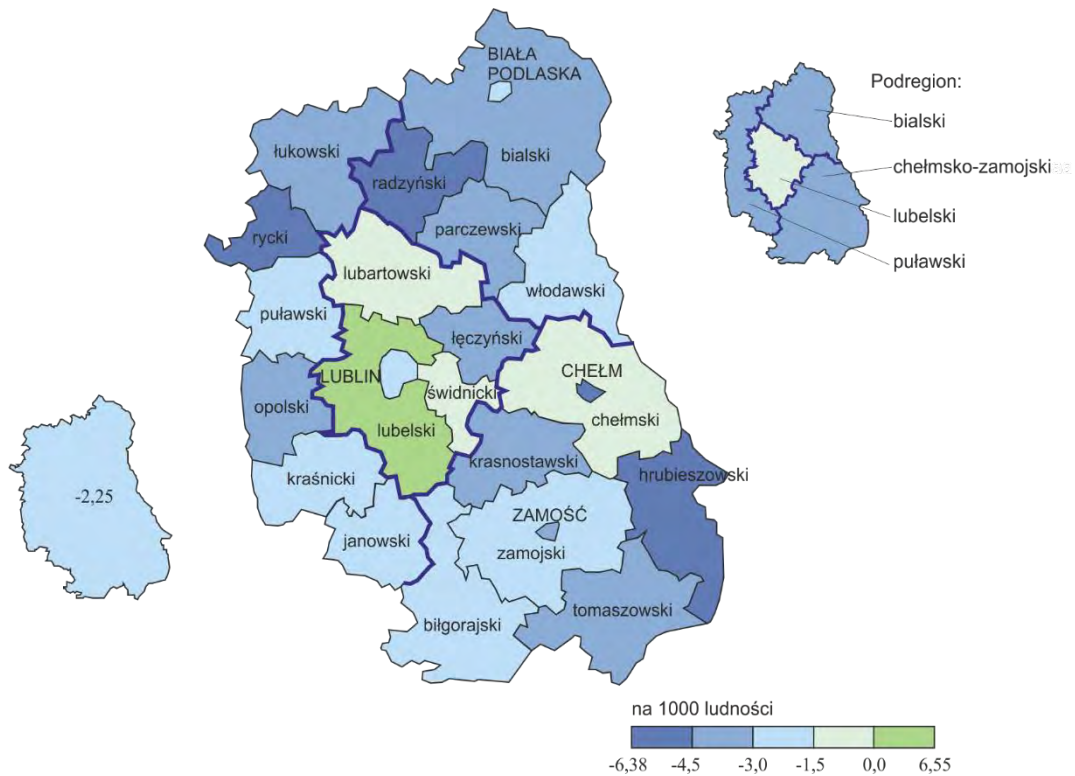 BIAŁA
PODLASKA
łukowski
bialski
radzyński
rycki
parczewski
lubartowski
włodawski
puławski
łęczyński
LUBLIN
świdnicki
CHEŁM
opolski
lubelski
chełmski
krasnostawski
hrubieszowski
kraśnicki
ZAMOŚĆ
janowski
zamojski
tomaszowski
biłgorajski
Podregion:
bialski
chełmsko-zamojski
lubelski
puławski
-2,25
na 1000 ludności
-6,38 -4,5 -3,0 -1,5 0,0 6,55